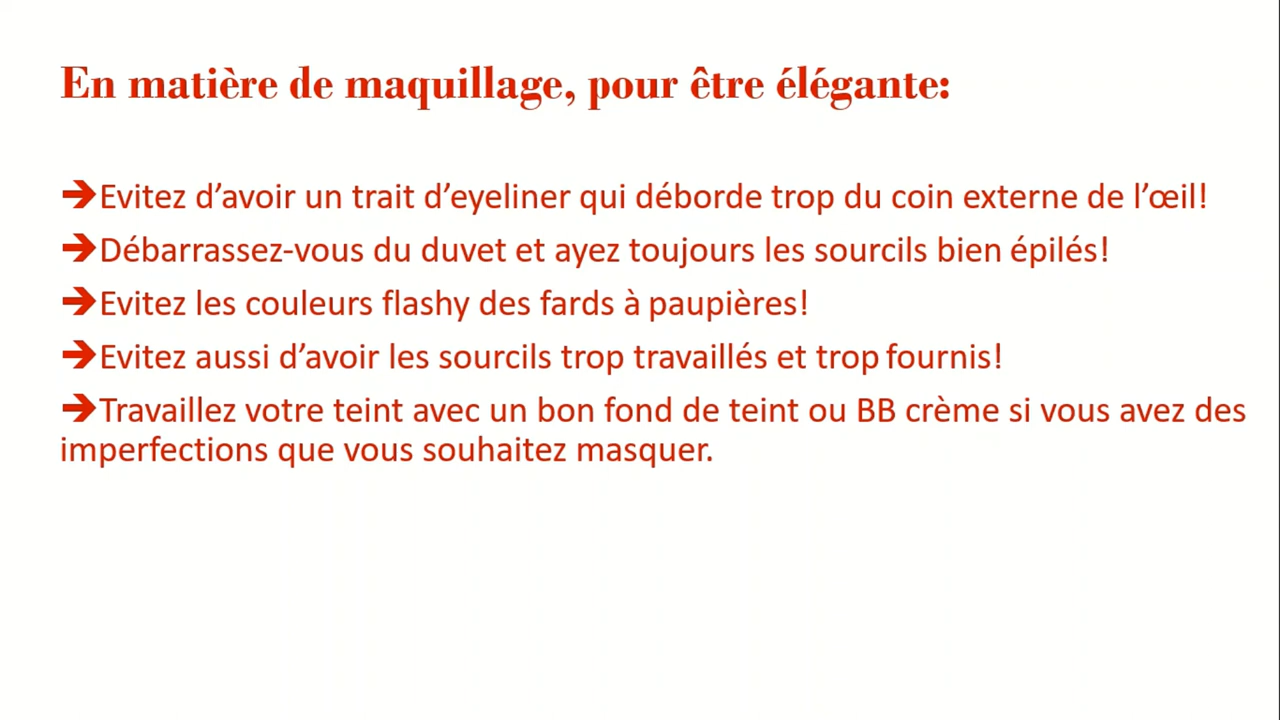 En matière de maquillage, pour être élégante:
➔Evitez d’avoir un trait d’eyeliner qui déborde trop du coin externe de l’œil!
➔Débarrassez-vous du duvet et ayez toujours les sourcils bien épilés!
➔Evitez les couleurs flashy des fards à paupières!
➔Evitez aussi d’avoir les sourcils trop travaillés et trop fournis!
➔Travaillez votre teint avec un bon fond de teint ou BB crème si vous avez des
imperfections que vous souhaitez masquer.